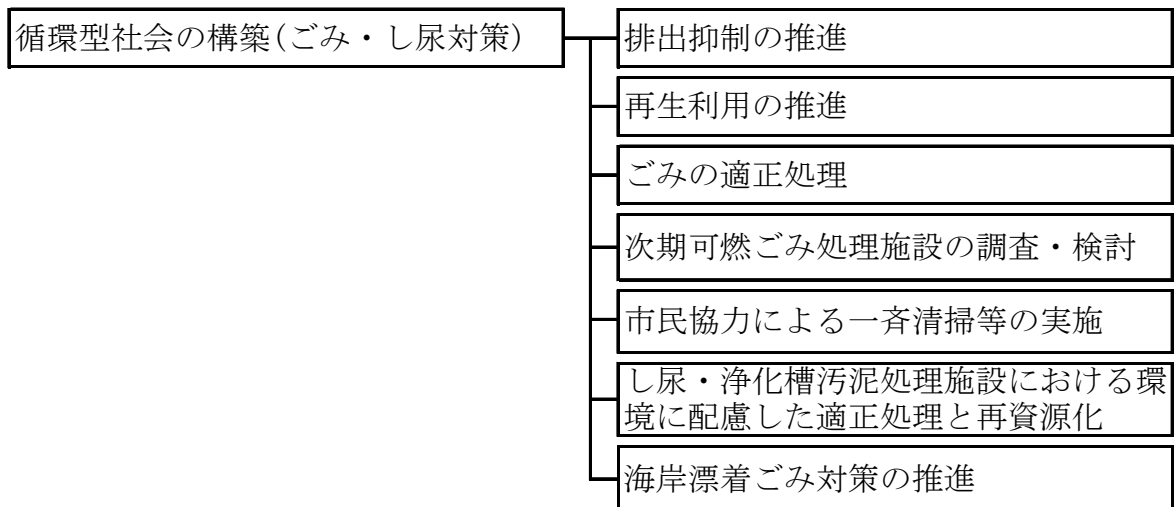 循環型社会の構築(ごみ・し尿対策)
排出抑制の推進
再生利用の推進
ごみの適正処理
次期可燃ごみ処理施設の調査・検討
市民協力による一斉清掃等の実施
し尿・浄化槽汚泥処理施設における環
境に配慮した適正処理と再資源化
海岸漂着ごみ対策の推進